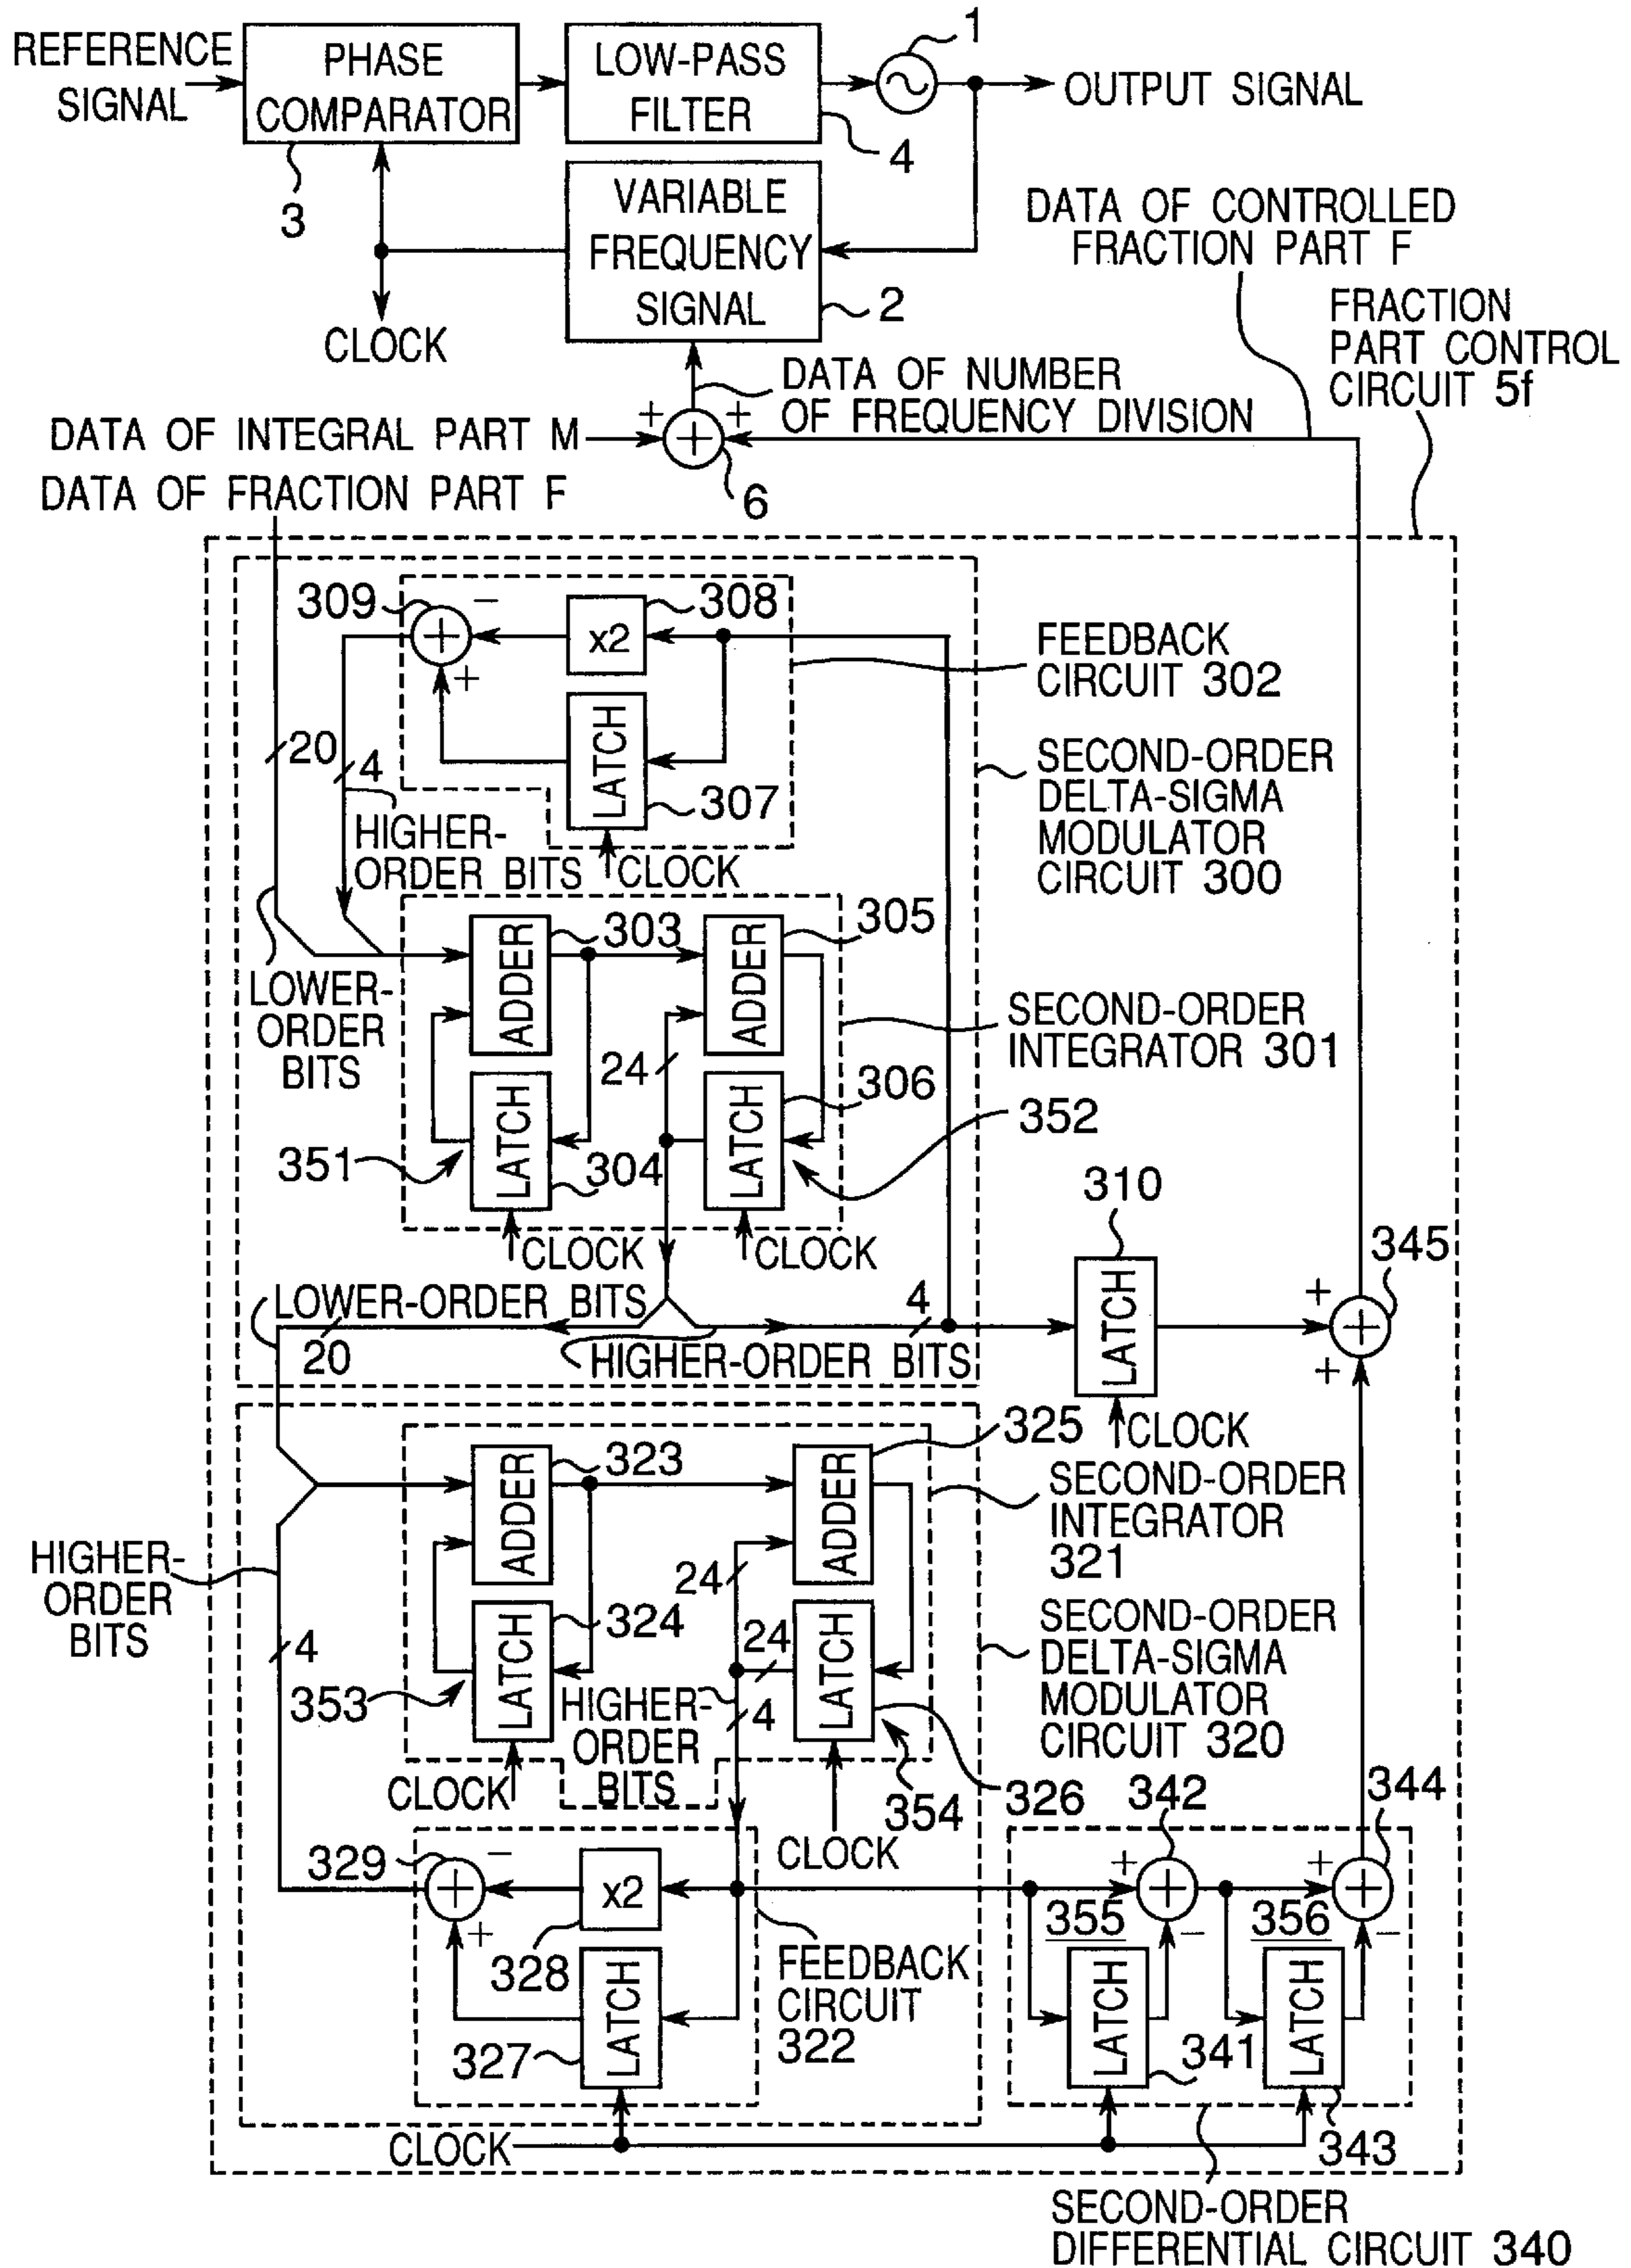 1
REFERENCE
SIGNAL
PHASE
COMPARATOR
3
LOW-PASS
FILTER
4
OUTPUT SIGNAL
VARIABLE
FREQUENCY
SIGNAL
2
CLOCK
DATA OF CONTROLLED
FRACTION PART F
FRACTION
PART CONTROL
CIRCUIT 5f
DATA OF NUMBER
OF FREQUENCY DIVISION
DATA OF INTEGRAL PART M
+
+
+
6
DATA OF FRACTION PART F
309
−
+
+
x2
308
LATCH
307
CLOCK
FEEDBACK
CIRCUIT 302
20
4
HIGHER-
ORDER BITS
LOWER-
ORDER
BITS
SECOND-ORDER
DELTA-SIGMA
MODULATOR
CIRCUIT 300
ADDER
303
ADDER
305
SECOND-ORDER
INTEGRATOR 301
24
LATCH
304
LATCH
306
351
352
CLOCK
CLOCK
LOWER-ORDER BITS
20
HIGHER-ORDER BITS
4
310
LATCH
CLOCK
345
+
+
+
ADDER
323
ADDER
325
SECOND-ORDER
INTEGRATOR
321
HIGHER-
ORDER
BITS
4
24
24
LATCH
324
LATCH
326
353
354
HIGHER-
ORDER
BITS
4
CLOCK
CLOCK
SECOND-ORDER
DELTA-SIGMA
MODULATOR
CIRCUIT 320
329
−
+
+
x2
328
LATCH
327
FEEDBACK
CIRCUIT
322
342
+
+
−
355
LATCH
341
344
+
+
−
356
LATCH
343
CLOCK
SECOND-ORDER
DIFFERENTIAL CIRCUIT 340